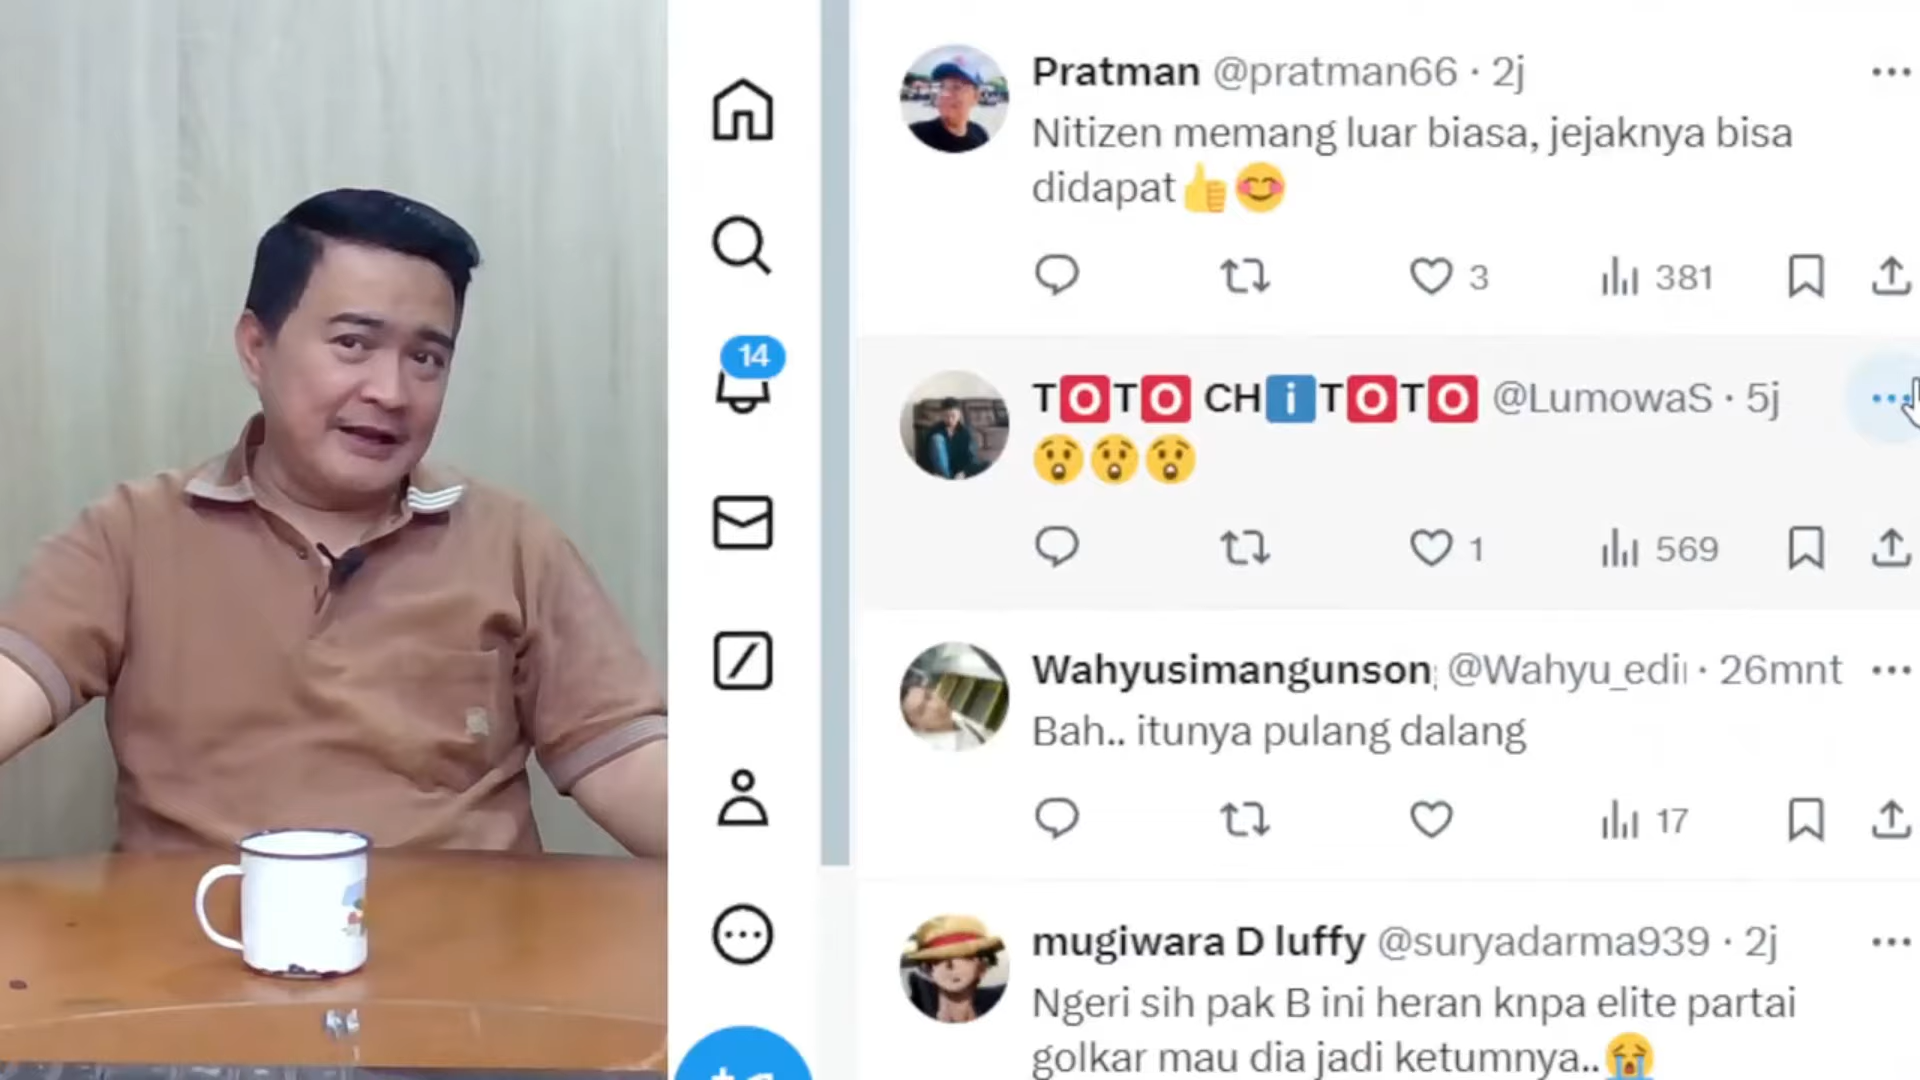 Pratman @pratman66 · 2j
Nitizen memang luar biasa, jejaknya bisa
didapat👍😊
3 381
14
TOTO CHiTOTO @LumowaS · 5j
😲😲😲
1 569
Wahyusimangunson @Wahyu_edi · 26mnt
Bah.. itunya pulang dalang
17
mugiwara D luffy @suryadarma939 · 2j
Ngeri sih pak B ini heran knpa elite partai
golkar mau dia jadi ketumnya..😭